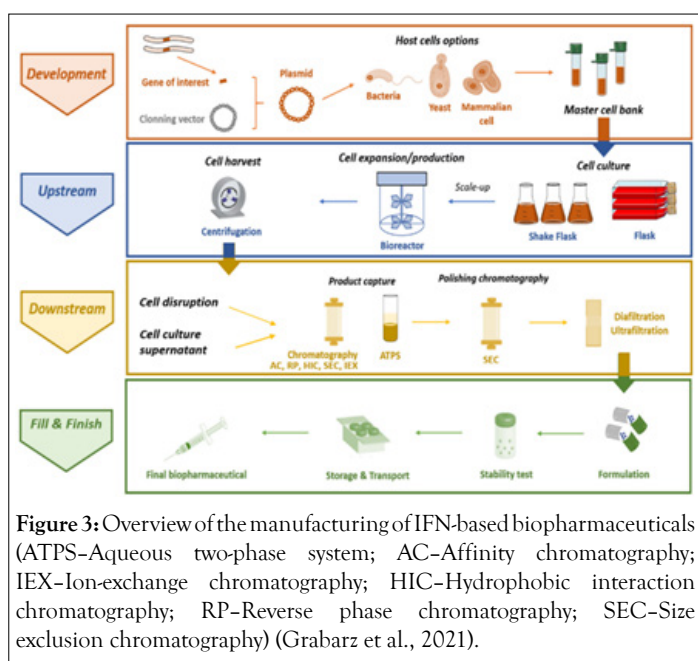 Development
Host cells options
Gene of interest
Plasmid
Clonning vector
Bacteria
Yeast
Mammalian
cell
Master cell bank
Upstream
Cell harvest
Cell expansion/production
Cell culture
Scale-up
Centrifugation
Bioreactor
Shake Flask
Flask
Downstream
Product capture
Polishing chromatography
Cell disruption
Cell culture
supernatant
Chromatography
AC, RP, HIC, SEC, IEX
ATPS
SEC
Diafiltration
Ultrafiltration
Fill & Finish
Final biopharmaceutical
Storage & Transport
Stability test
Formulation
Figure 3: Overview of the manufacturing of IFN-based biopharmaceuticals
(ATPS–Aqueous two-phase system; AC–Affinity chromatography;
IEX–Ion-exchange chromatography; HIC–Hydrophobic interaction
chromatography; RP–Reverse phase chromatography; SEC–Size
exclusion chromatography) (Grabarz et al., 2021).